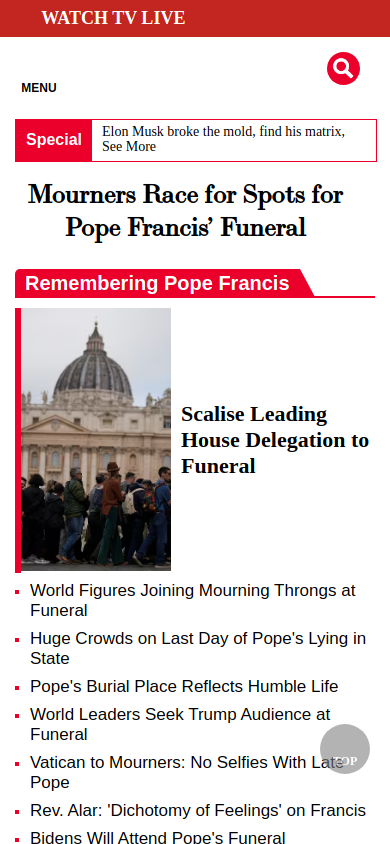 WATCH TV LIVE
MENU
Special
Elon Musk broke the mold, find his matrix,
See More
Mourners Race for Spots for
Pope Francis’ Funeral
Remembering Pope Francis
Scalise Leading
House Delegation to
Funeral
World Figures Joining Mourning Throngs at
Funeral
Huge Crowds on Last Day of Pope's Lying in
State
Pope's Burial Place Reflects Humble Life
World Leaders Seek Trump Audience at
Funeral
Vatican to Mourners: No Selfies With Late
TOP
Pope
Rev. Alar: 'Dichotomy of Feelings' on Francis
Bidens Will Attend Pope's Funeral